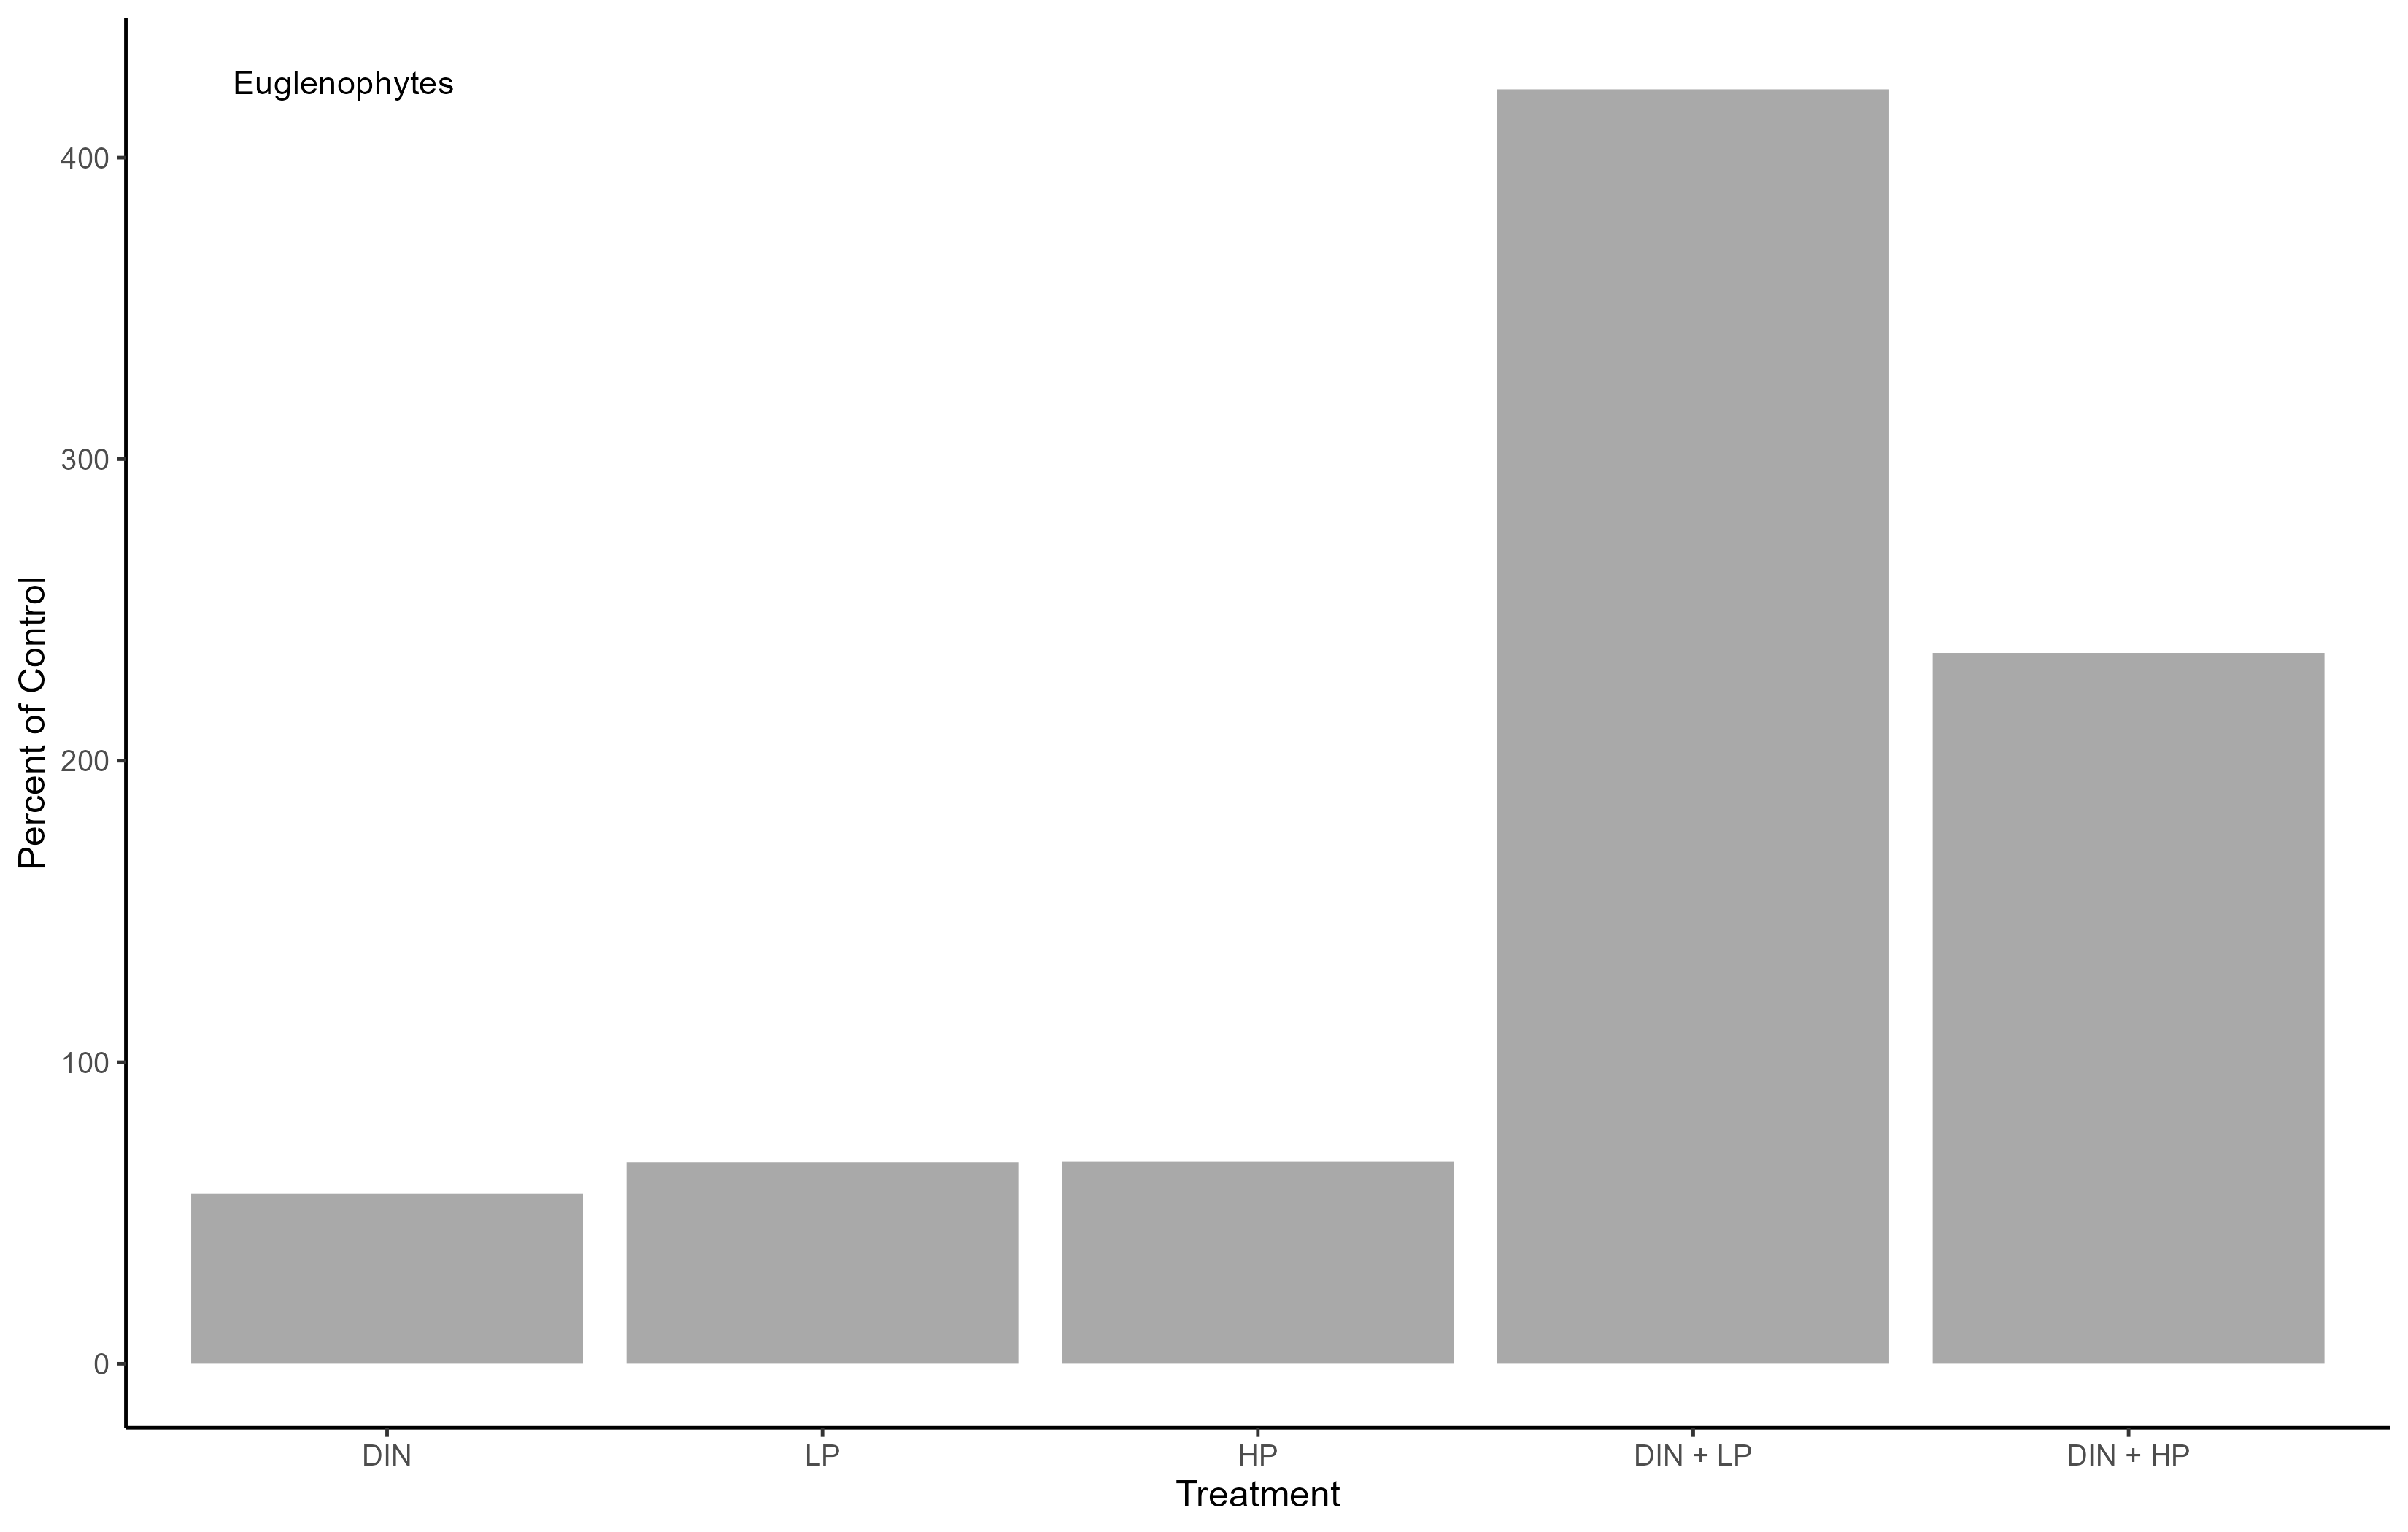 Euglenophytes
400
300
200
100
0
Percent of Control
DIN
LP
HP
DIN + LP
DIN + HP
Treatment